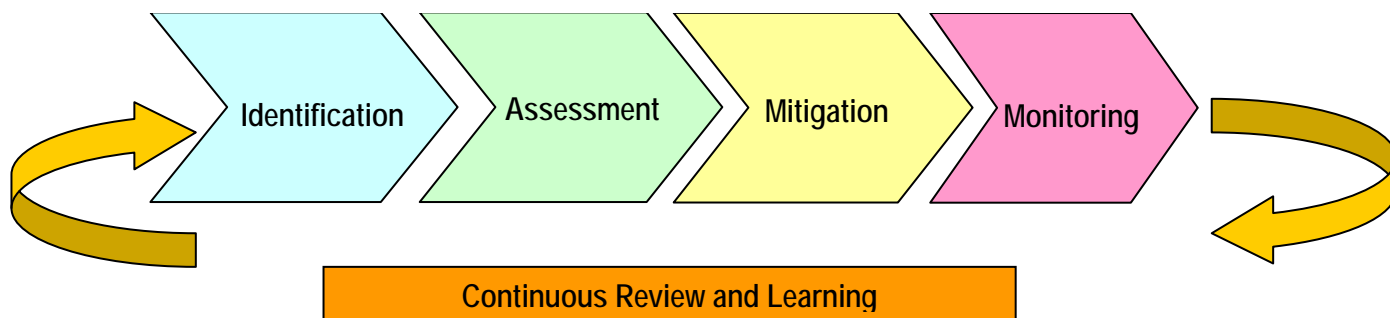 Identification
Assessment
Mitigation
Monitoring
Continuous Review and Learning